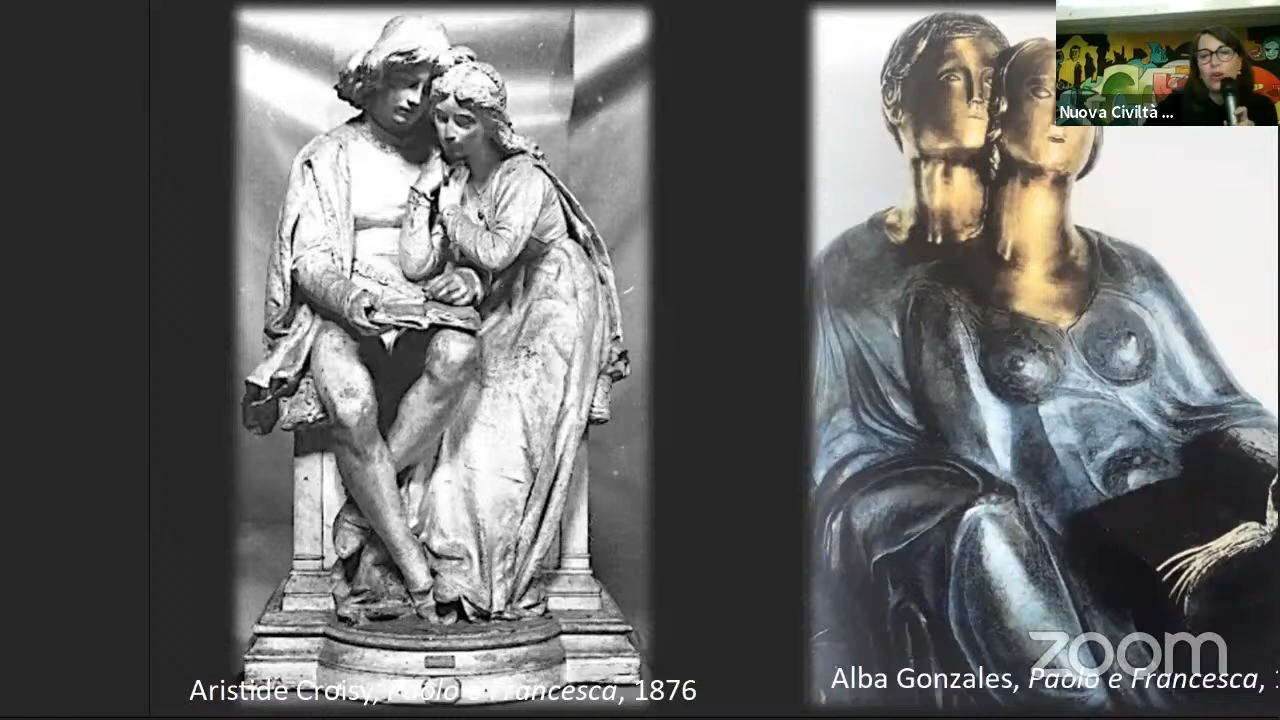 Nuova Civiltà ...
zoom
Aristide Croisy, Paolo e Francesca, 1876
Alba Gonzales, Paolo e Francesca,